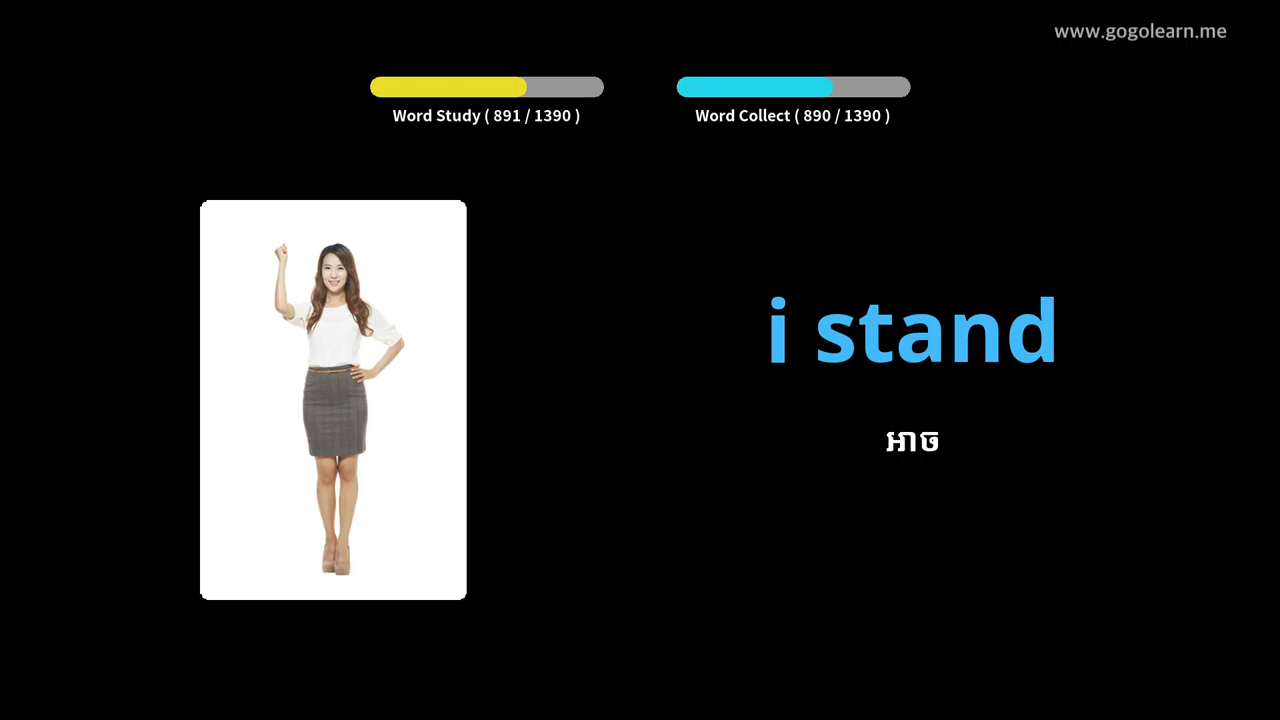 www.gogolearn.me
Word Study ( 891 / 1390 )
Word Collect ( 890 / 1390 )
i stand
អាច